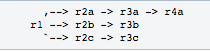 ,--> r2a -> r3a -> r4a
r1 --> r2b -> r3b
`--> r2c -> r3c